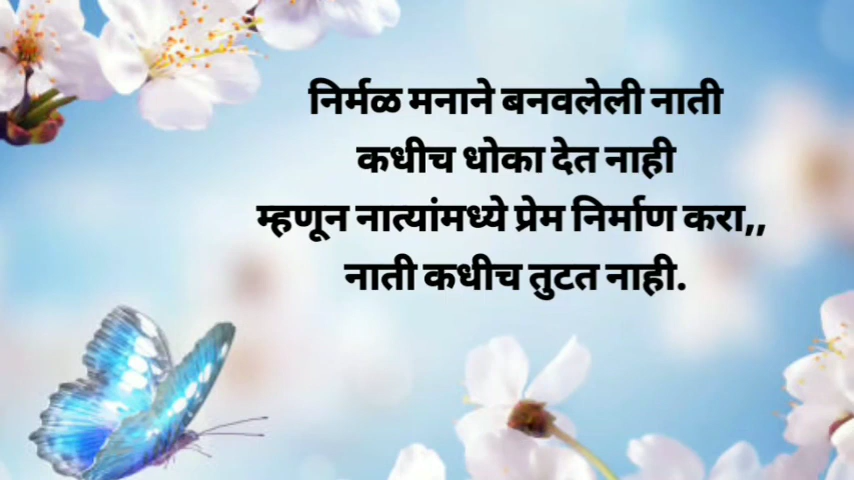 निर्मळ मनाने बनवलेली नाती
कधीच धोका देत नाही
म्हणून नात्यांमध्ये प्रेम निर्माण करा,,
नाती कधीच तुटत नाही.